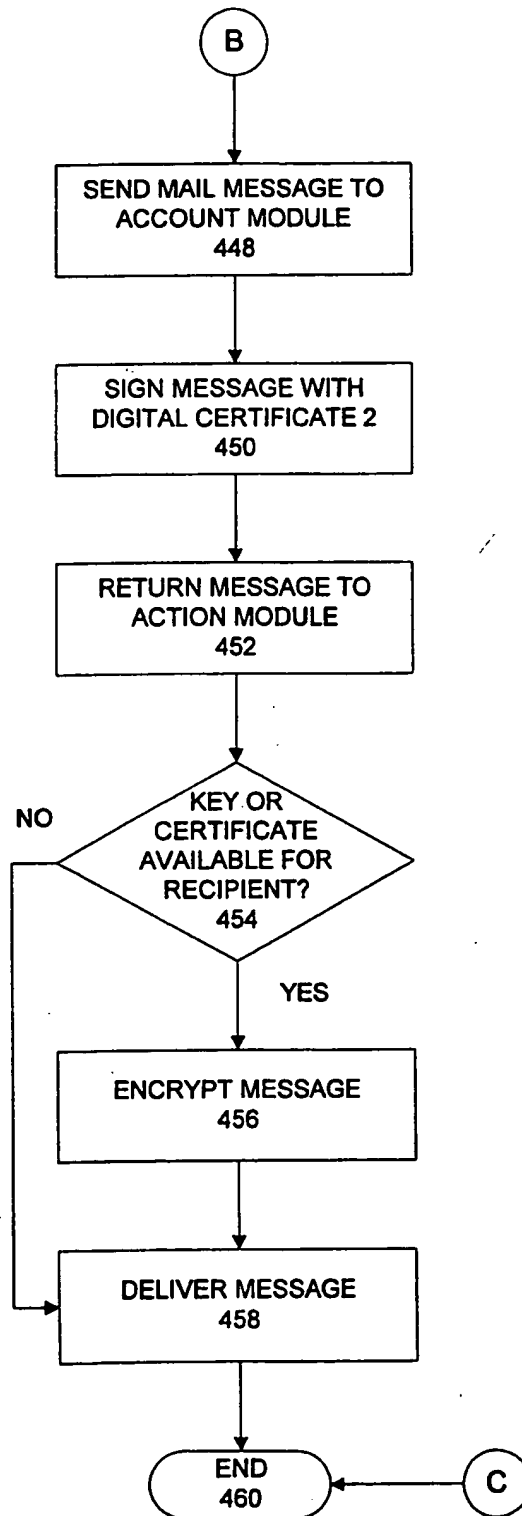 B
SEND MAIL MESSAGE TO
ACCOUNT MODULE
448
SIGN MESSAGE WITH
DIGITAL CERTIFICATE 2
450
RETURN MESSAGE TO
ACTION MODULE
452
KEY OR
CERTIFICATE
AVAILABLE FOR
RECIPIENT?
454
NO
YES
ENCRYPT MESSAGE
456
DELIVER MESSAGE
458
END
460
C